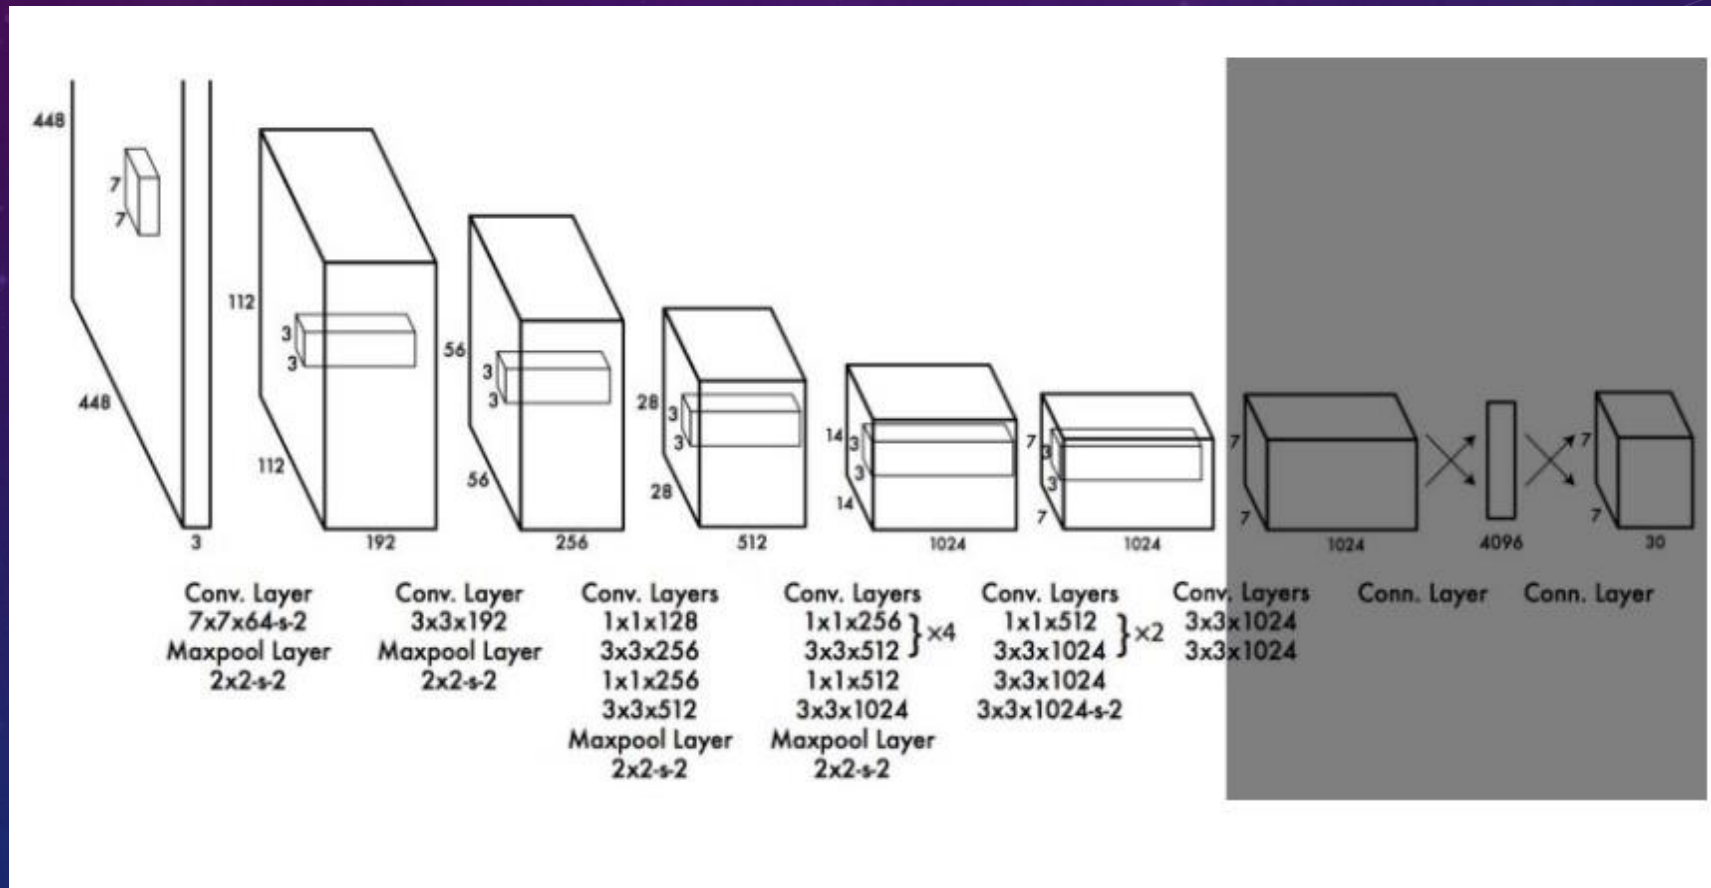 448
7
7
448
3
112
3
3
112
192
56
3
3
56
256
28
3
3
28
512
14
3
3
14
1024
7
3
3
7
1024
7
7
1024
4096
7
7
30
Conv. Layer
7x7x64-s-2
Maxpool Layer
2x2-s-2
Conv. Layer
3x3x192
Maxpool Layer
2x2-s-2
Conv. Layers
1x1x128
3x3x256
1x1x256
3x3x512
Maxpool Layer
2x2-s-2
Conv. Layers
1x1x256
3x3x512
}×4
1x1x512
3x3x1024
Maxpool Layer
2x2-s-2
Conv. Layers
1x1x512
3x3x1024
}×2
3x3x1024
3x3x1024-s-2
Conv. Layers
3x3x1024
3x3x1024
Conn. Layer
Conn. Layer